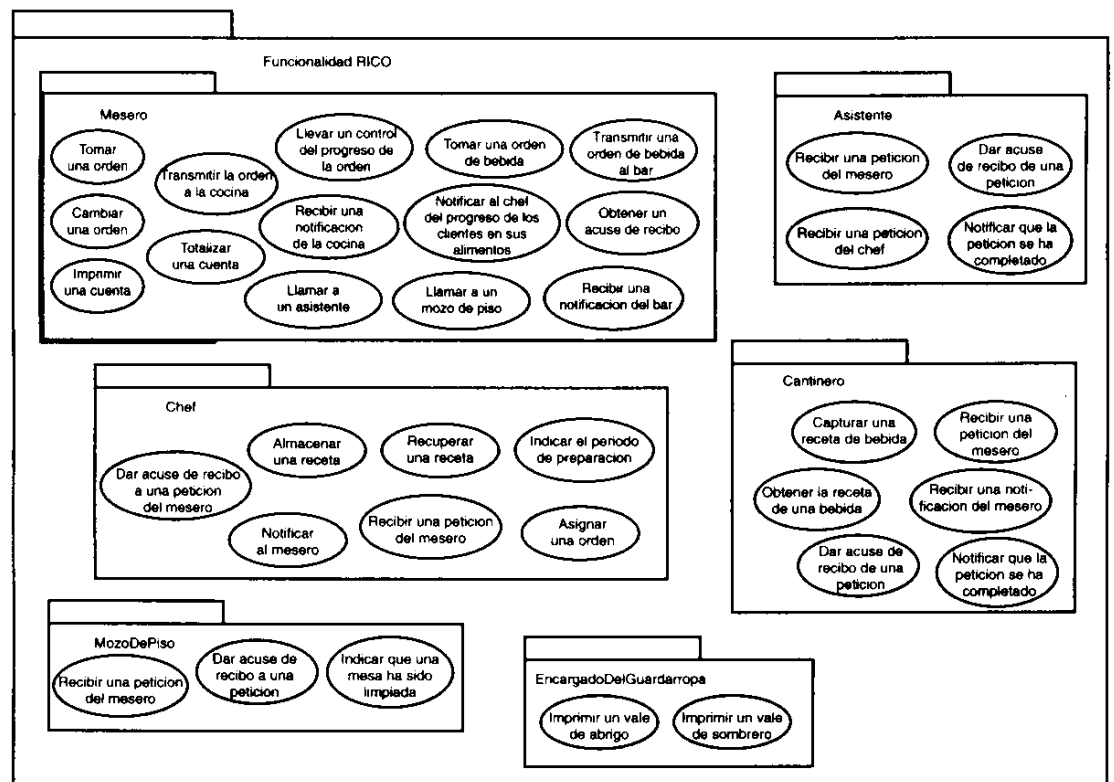 Funcionalidad RICO
Mesero
Tomar
una orden
Cambiar
una orden
Imprimir
una cuenta
Transmitir la orden
a la cocina
Totalizar
una cuenta
Llevar un control
del progreso de
la orden
Recibir una
notificacion
de la cocina
Llamar a
un asistente
Tomar una orden
de bebida
Notificar al chef
del progreso de los
clientes en sus
alimentos
Llamar a un
mozo de piso
Transmitir una
orden de bebida
al bar
Obtener un
acuse de recibo
Recibir una
notificacion del bar
Asistente
Recibir una peticion
del mesero
Dar acuse
de recibo de una
peticion
Recibir una peticion
del chef
Notificar que la
peticion se ha
completado
Chef
Dar acuse de recibo
a una peticion
del mesero
Almacenar
una receta
Recuperar
una receta
Indicar el periodo
de preparacion
Notificar
al mesero
Recibir una peticion
del mesero
Asignar
una orden
Cantinero
Capturar una
receta de bebida
Recibir una
peticion del
mesero
Obtener la receta
de una bebida
Recibir una noti-
ficacion del mesero
Dar acuse de
recibo de una
peticion
Notificar que la
peticion se ha
completado
MozoDePiso
Recibir una peticion
del mesero
Dar acuse de
recibo a una
peticion
Indicar que una
mesa ha sido
limpiada
EncargadoDelGuardarropa
Imprimir un vale
de abrigo
Imprimir un vale
de sombrero